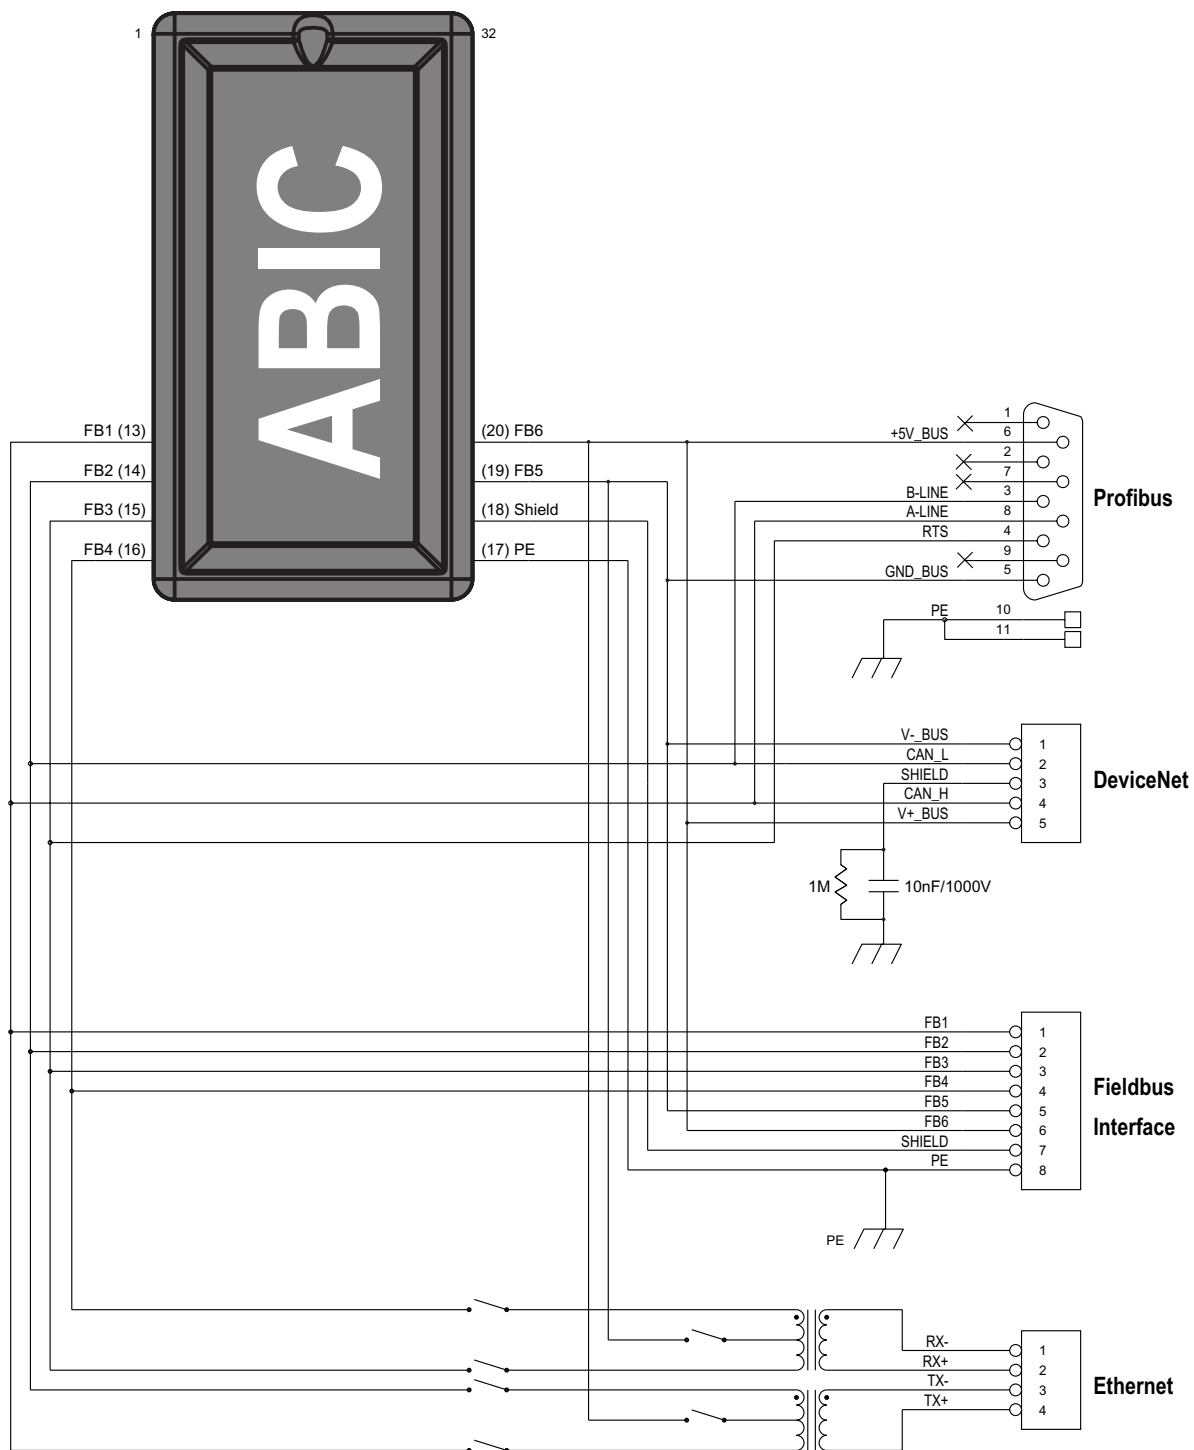 1
32
ABIC
FB1 (13)
FB2 (14)
FB3 (15)
FB4 (16)
(20) FB6
(19) FB5
(18) Shield
(17) PE
1
+5V_BUS 6
2
7
B-LINE 3
A-LINE 8
RTS 4
9
GND_BUS 5
PE 10
11
Profibus
V-_BUS 1
CAN_L 2
SHIELD 3
CAN_H 4
V+_BUS 5
DeviceNet
1M
10nF/1000V
FB1 1
FB2 2
FB3 3
FB4 4
FB5 5
FB6 6
SHIELD 7
PE 8
Fieldbus
Interface
PE
RX- 1
RX+ 2
TX- 3
TX+ 4
Ethernet